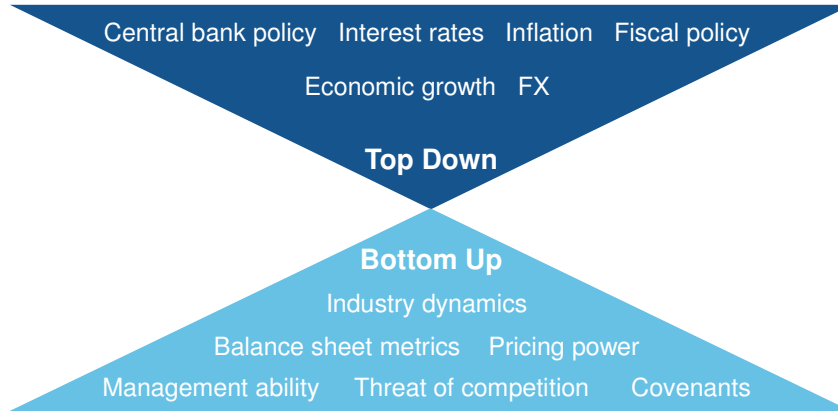 Central bank policy Interest rates Inflation Fiscal policy
Economic growth FX
Top Down
Bottom Up
Industry dynamics
Balance sheet metrics Pricing power
Management ability Threat of competition Covenants